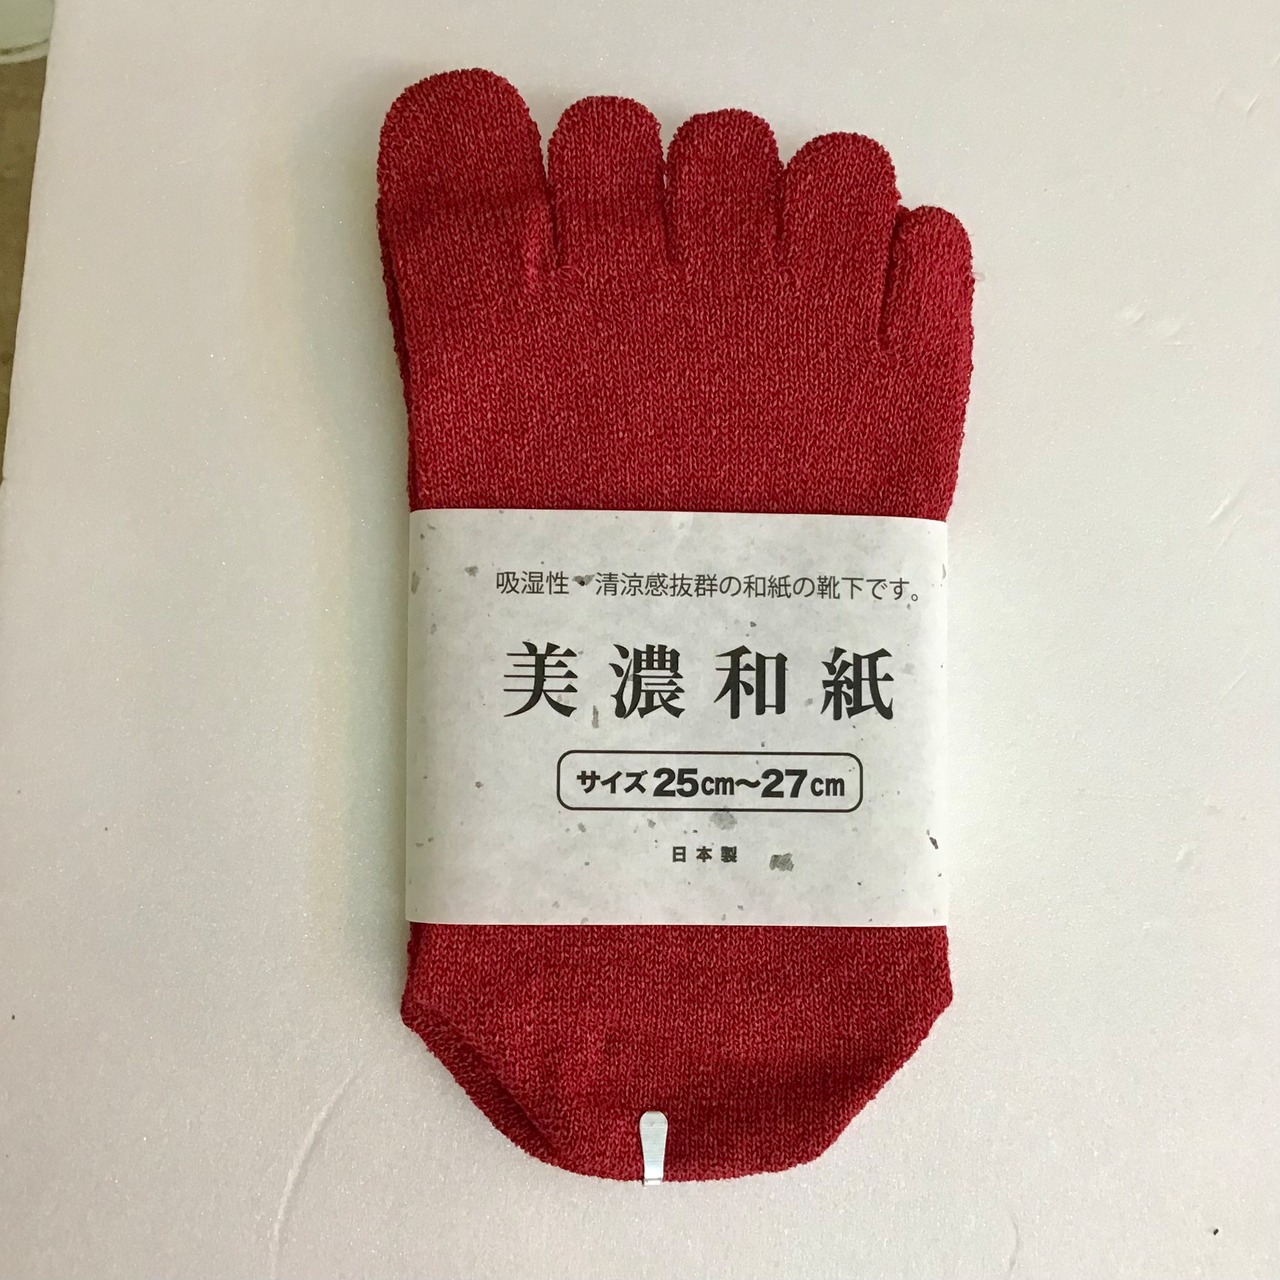 吸湿性・清涼感抜群の和紙の靴下です。
美濃和紙
サイズ25cm〜27cm
日本製